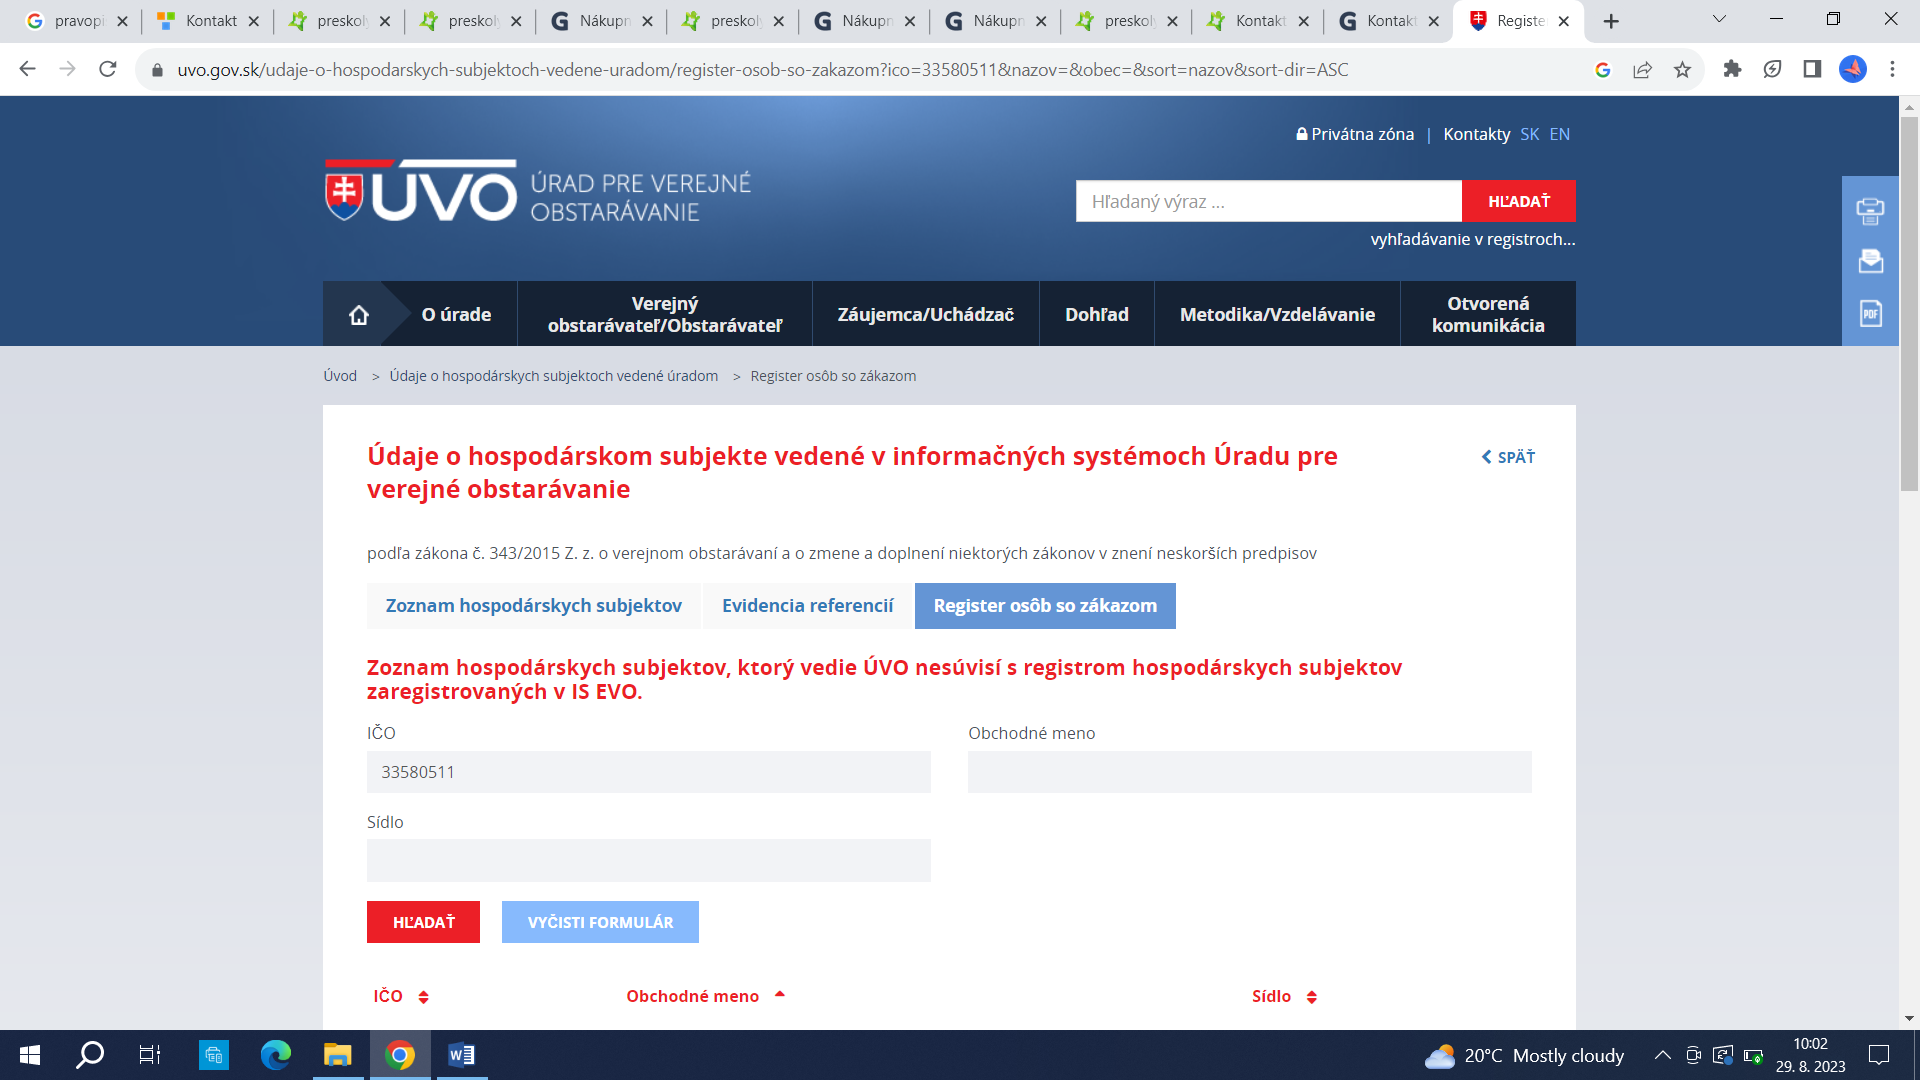 pravopi
Kontakt
preskoly
preskoly
Nákupn
preskoly
Nákupn
Nákupn
preskoly
Kontakt
Kontakt
Register
uvo.gov.sk/udaje-o-hospodarskych-subjektoch-vedene-uradom/register-osob-so-zakazom?ico=33580511&nazov=&obec=&sort=nazov&sort-dir=ASC
Privátna zóna | Kontakty SK EN
ÚVO ÚRAD PRE VEREJNÉ
OBSTARÁVANIE
Hľadaný výraz ...
HĽADAŤ
vyhľadávanie v registroch...
O úrade
Verejný
obstarávateľ/Obstarávateľ
Záujemca/Uchádzač
Dohľad
Metodika/Vzdelávanie
Otvorená
komunikácia
PDF
Úvod > Údaje o hospodárskych subjektoch vedené úradom > Register osôb so zákazom
Údaje o hospodárskom subjekte vedené v informačných systémoch Úradu pre
verejné obstarávanie
SPÄŤ
podľa zákona č. 343/2015 Z. z. o verejnom obstarávaní a o zmene a doplnení niektorých zákonov v znení neskorších predpisov
Zoznam hospodárskych subjektov
Evidencia referencií
Register osôb so zákazom
Zoznam hospodárskych subjektov, ktorý vedie ÚVO nesúvisí s registrom hospodárskych subjektov
zaregistrovaných v IS EVO.
IČO
Obchodné meno
33580511
Sídlo
HĽADAŤ
VYČISTI FORMULÁR
IČO
Obchodné meno
Sídlo
20°C Mostly cloudy
10:02
29. 8. 2023